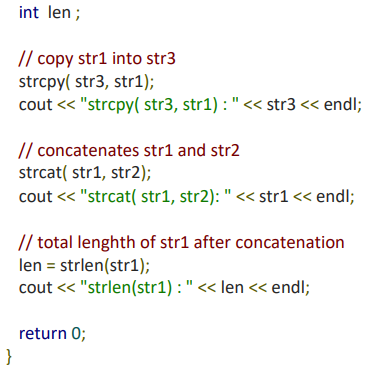 int len ;
// copy str1 into str3
strcpy( str3, str1);
cout << "strcpy( str3, str1) : " << str3 << endl;
// concatenates str1 and str2
strcat( str1, str2);
cout << "strcat( str1, str2): " << str1 << endl;
// total lenghth of str1 after concatenation
len = strlen(str1);
cout << "strlen(str1) : " << len << endl;
return 0;
}